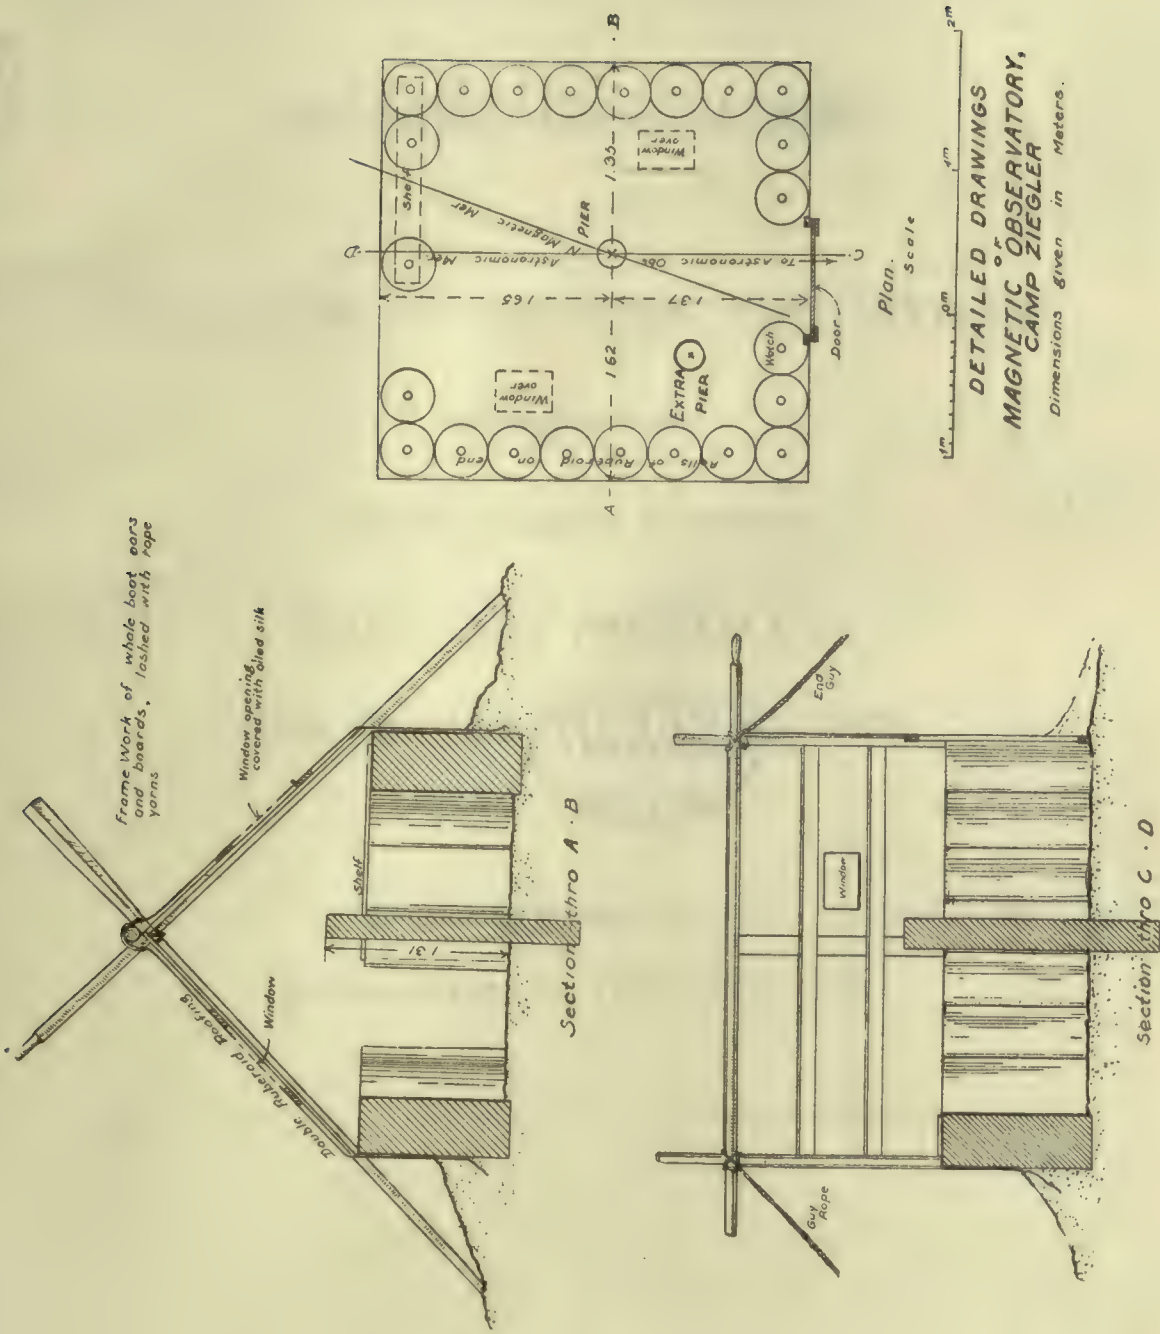 Frame Work of whole boat oars
and boards, lashed with rope
yarns
Window opening
covered with oiled silk
Double Ruberoid Roofing
Window
Shelf
1.31
Section thro A · B
End
Guy
Window
Guy
Rope
Section thro C · D
A
B
C
D
Shelf
Mer
Magnetic
N
Astronomic Mer
PIER
To Astronomic Obs
1.65
1.37
1.62
1.35
Window
over
Window
over
EXTRA
PIER
Watch
Rolls of Ruberoid on end
Door
Plan.
Scale
1m 0m 1m 2m
DETAILED DRAWINGS
OF
MAGNETIC OBSERVATORY,
CAMP ZIEGLER
Dimensions given in Meters.